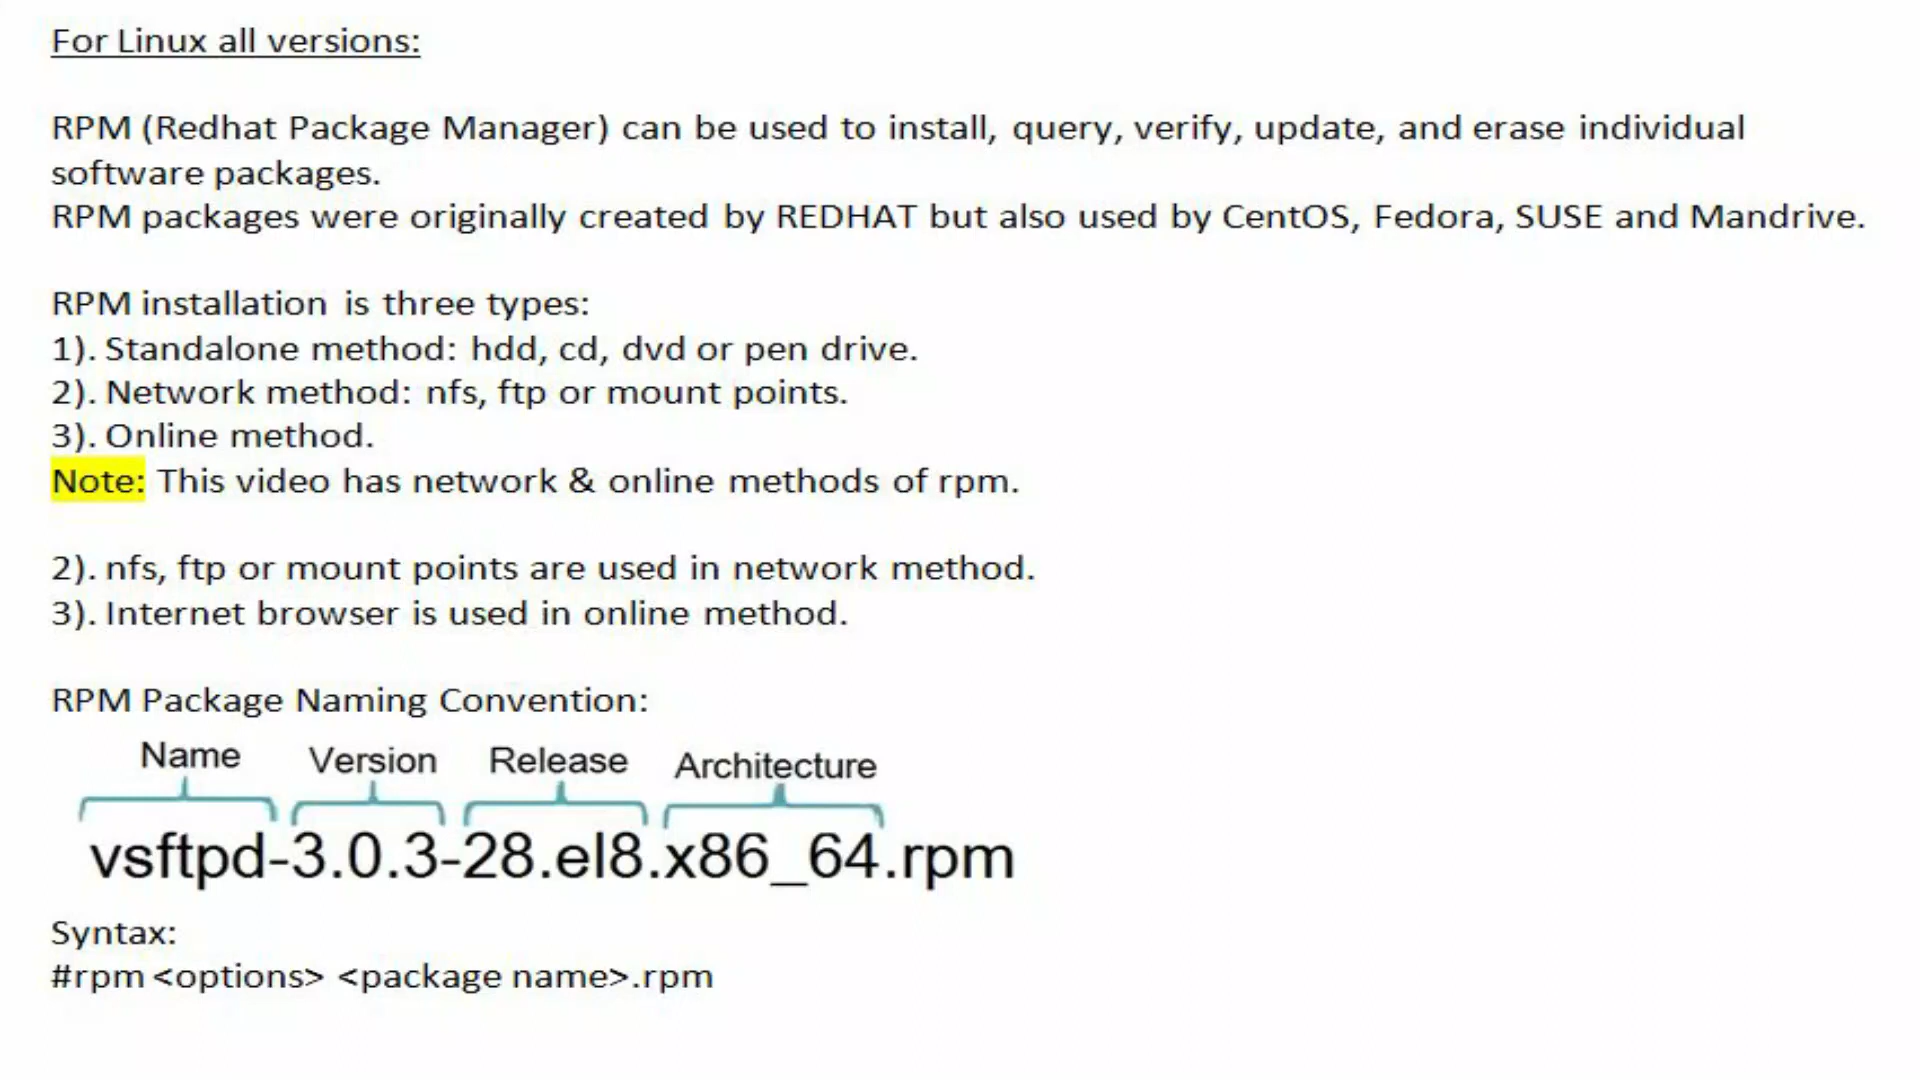 For Linux all versions:
RPM (Redhat Package Manager) can be used to install, query, verify, update, and erase individual
software packages.
RPM packages were originally created by REDHAT but also used by CentOS, Fedora, SUSE and Mandrive.
RPM installation is three types:
1). Standalone method: hdd, cd, dvd or pen drive.
2). Network method: nfs, ftp or mount points.
3). Online method.
Note: This video has network & online methods of rpm.
2). nfs, ftp or mount points are used in network method.
3). Internet browser is used in online method.
RPM Package Naming Convention:
Name Version Release Architecture
vsftpd-3.0.3-28.el8.x86_64.rpm
Syntax:
#rpm <options> <package name>.rpm